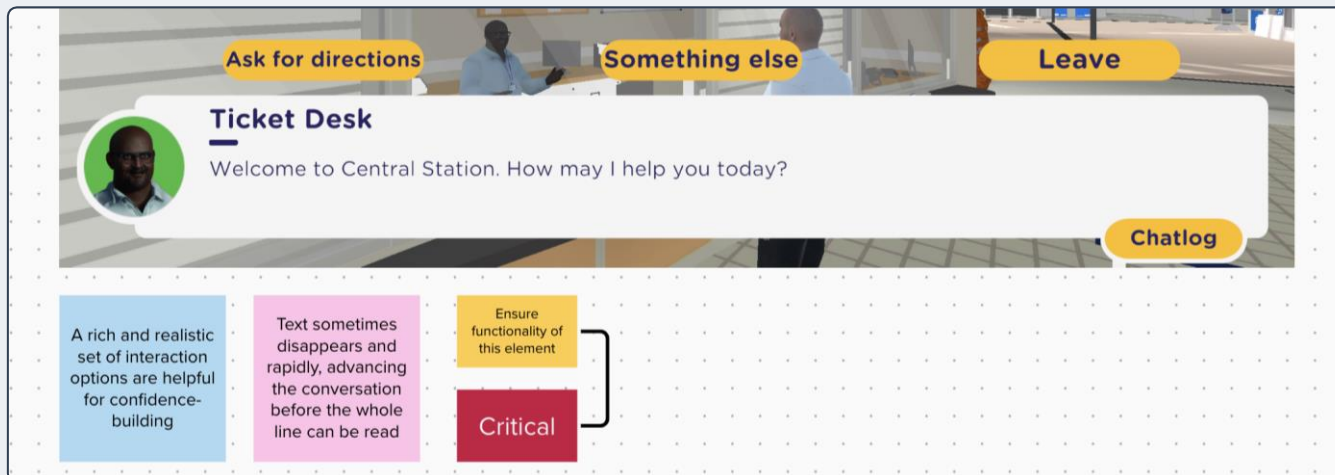 Ask for directions
Something else
Leave
Ticket Desk
Welcome to Central Station. How may I help you today?
Chatlog
A rich and realistic
set of interaction
options are helpful
for confidence-
building
Text sometimes
disappears and
rapidly, advancing
the conversation
before the whole
line can be read
Ensure
functionality of
this element
Critical